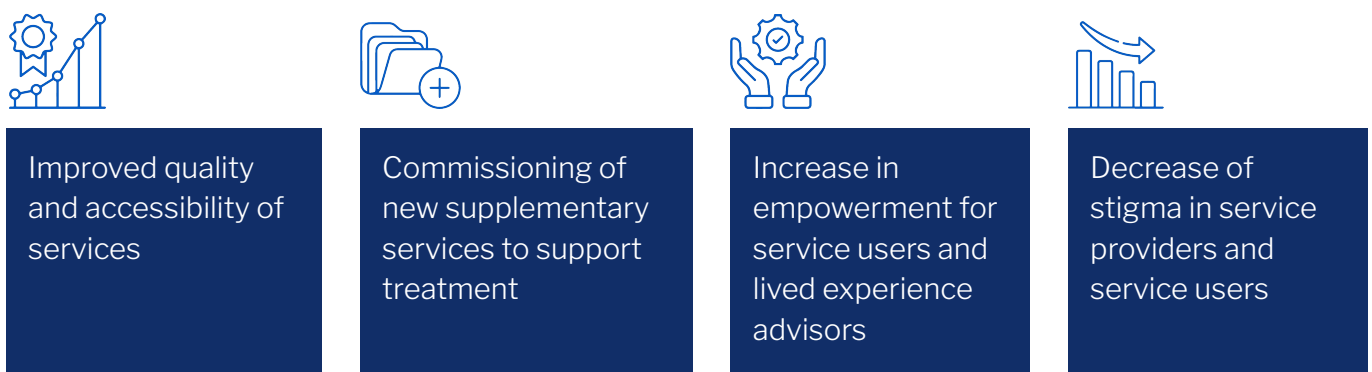 Improved quality
and accessibility of
services
Commissioning of
new supplementary
services to support
treatment
Increase in
empowerment for
service users and
lived experience
advisors
Decrease of
stigma in service
providers and
service users